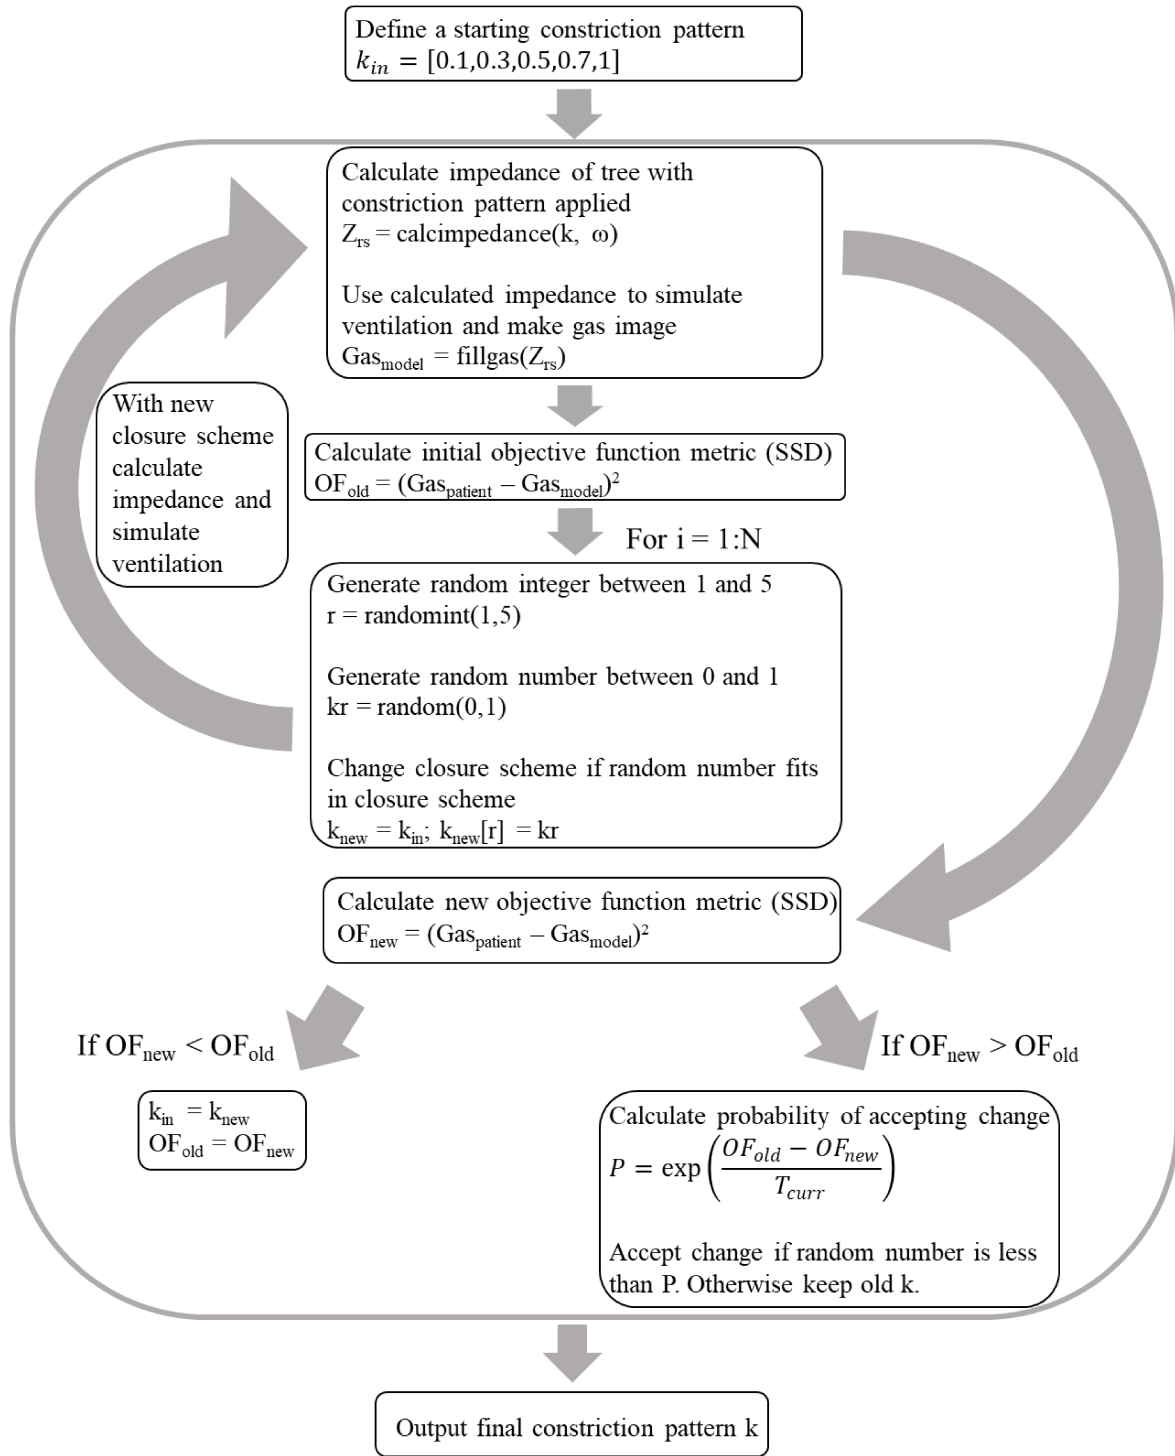 Define a starting constriction pattern
k_in = [0.1,0.3,0.5,0.7,1]
Calculate impedance of tree with
constriction pattern applied
Z_rs = calcimpedance(k, ω)
Use calculated impedance to simulate
ventilation and make gas image
Gas_model = fillgas(Z_rs)
With new
closure scheme
calculate
impedance and
simulate
ventilation
Calculate initial objective function metric (SSD)
OF_old = (Gas_patient – Gas_model)²
For i = 1:N
Generate random integer between 1 and 5
r = randomint(1,5)
Generate random number between 0 and 1
kr = random(0,1)
Change closure scheme if random number fits
in closure scheme
k_new = k_in; k_new[r] = kr
Calculate new objective function metric (SSD)
OF_new = (Gas_patient – Gas_model)²
If OF_new < OF_old
k_in = k_new
OF_old = OF_new
If OF_new > OF_old
Calculate probability of accepting change
P = exp((OF_old − OF_new)/T_curr)
Accept change if random number is less
than P. Otherwise keep old k.
Output final constriction pattern k